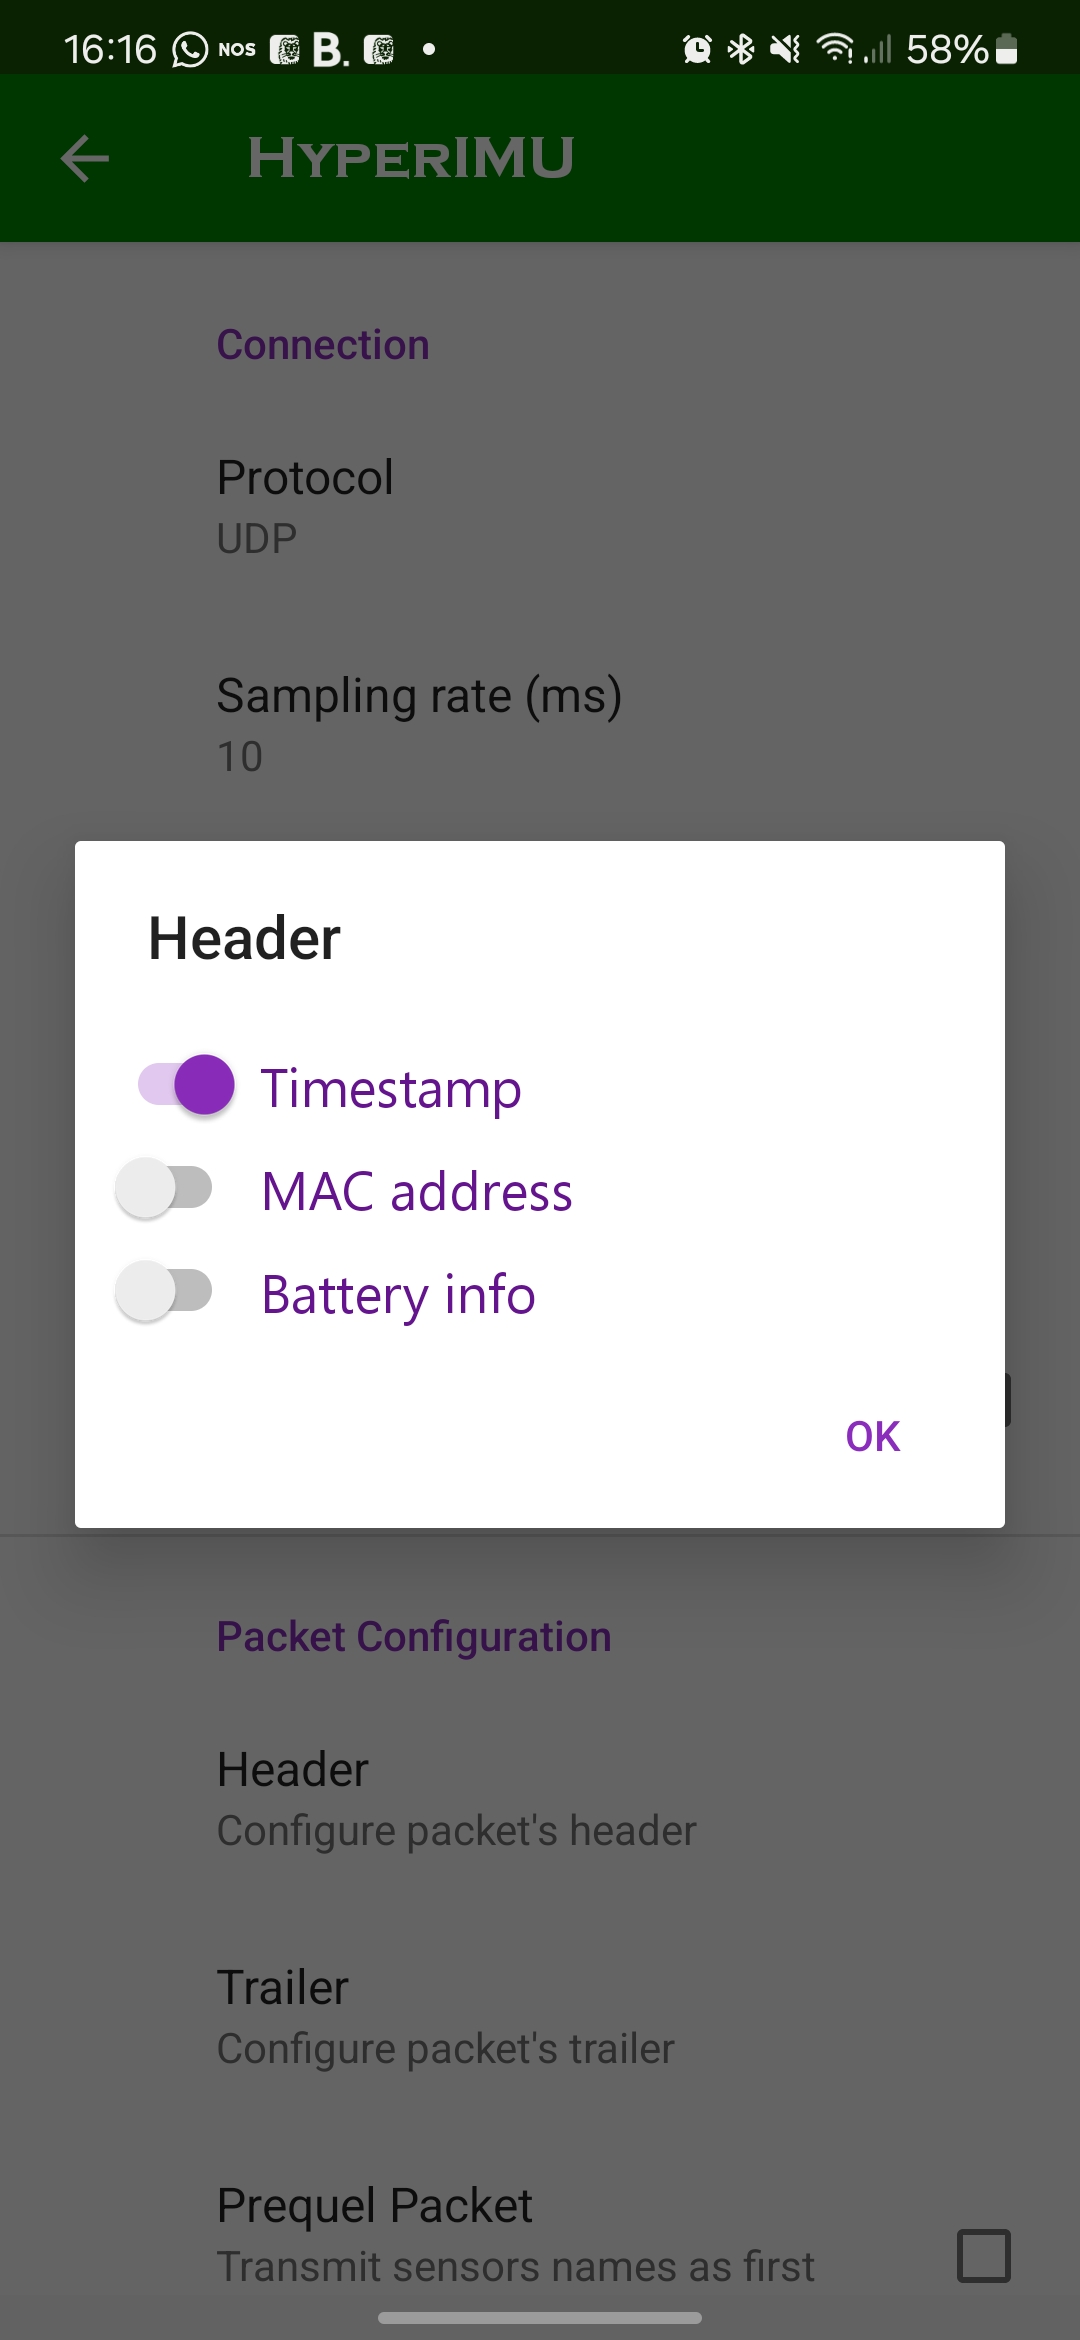 16:16 NOS B. 58%
HyperIMU
Connection
Protocol
UDP
Sampling rate (ms)
10
Header
Timestamp
MAC address
Battery info
OK
Packet Configuration
Header
Configure packet's header
Trailer
Configure packet's trailer
Prequel Packet
Transmit sensors names as first